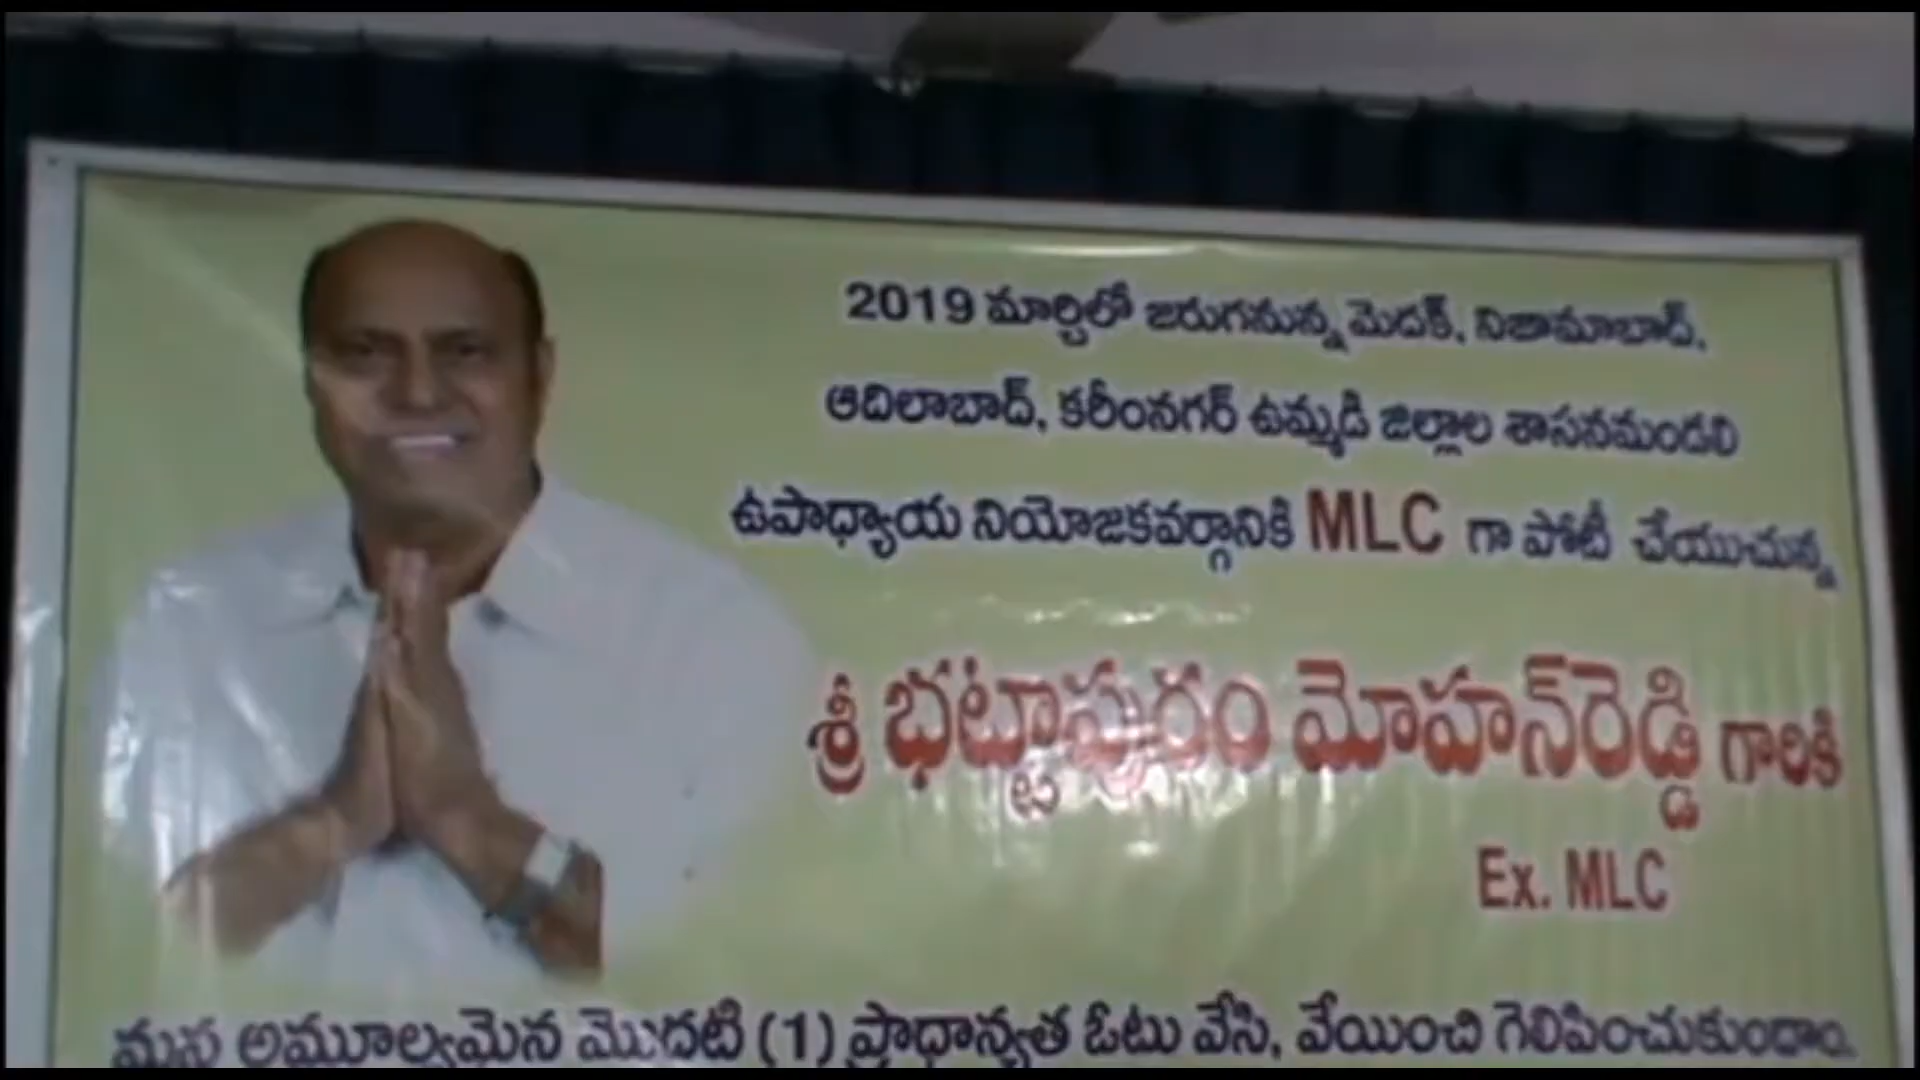 2019 మార్చిలో జరుగనున్న మెదక్, నిజామాబాద్,
ఆదిలాబాద్, కరీంనగర్ ఉమ్మడి జిల్లాల శాసనమండలి
ఉపాధ్యాయ నియోజకవర్గానికి MLC గా పోటీ చేయుచున్న
శ్రీ భట్టాపురం మోహన్‌రెడ్డి గారికి
Ex. MLC
మన అమూల్యమైన మొదటి (1) ప్రాధాన్యత ఓటు వేసి, వేయించి గెలిపించుకుందాం.